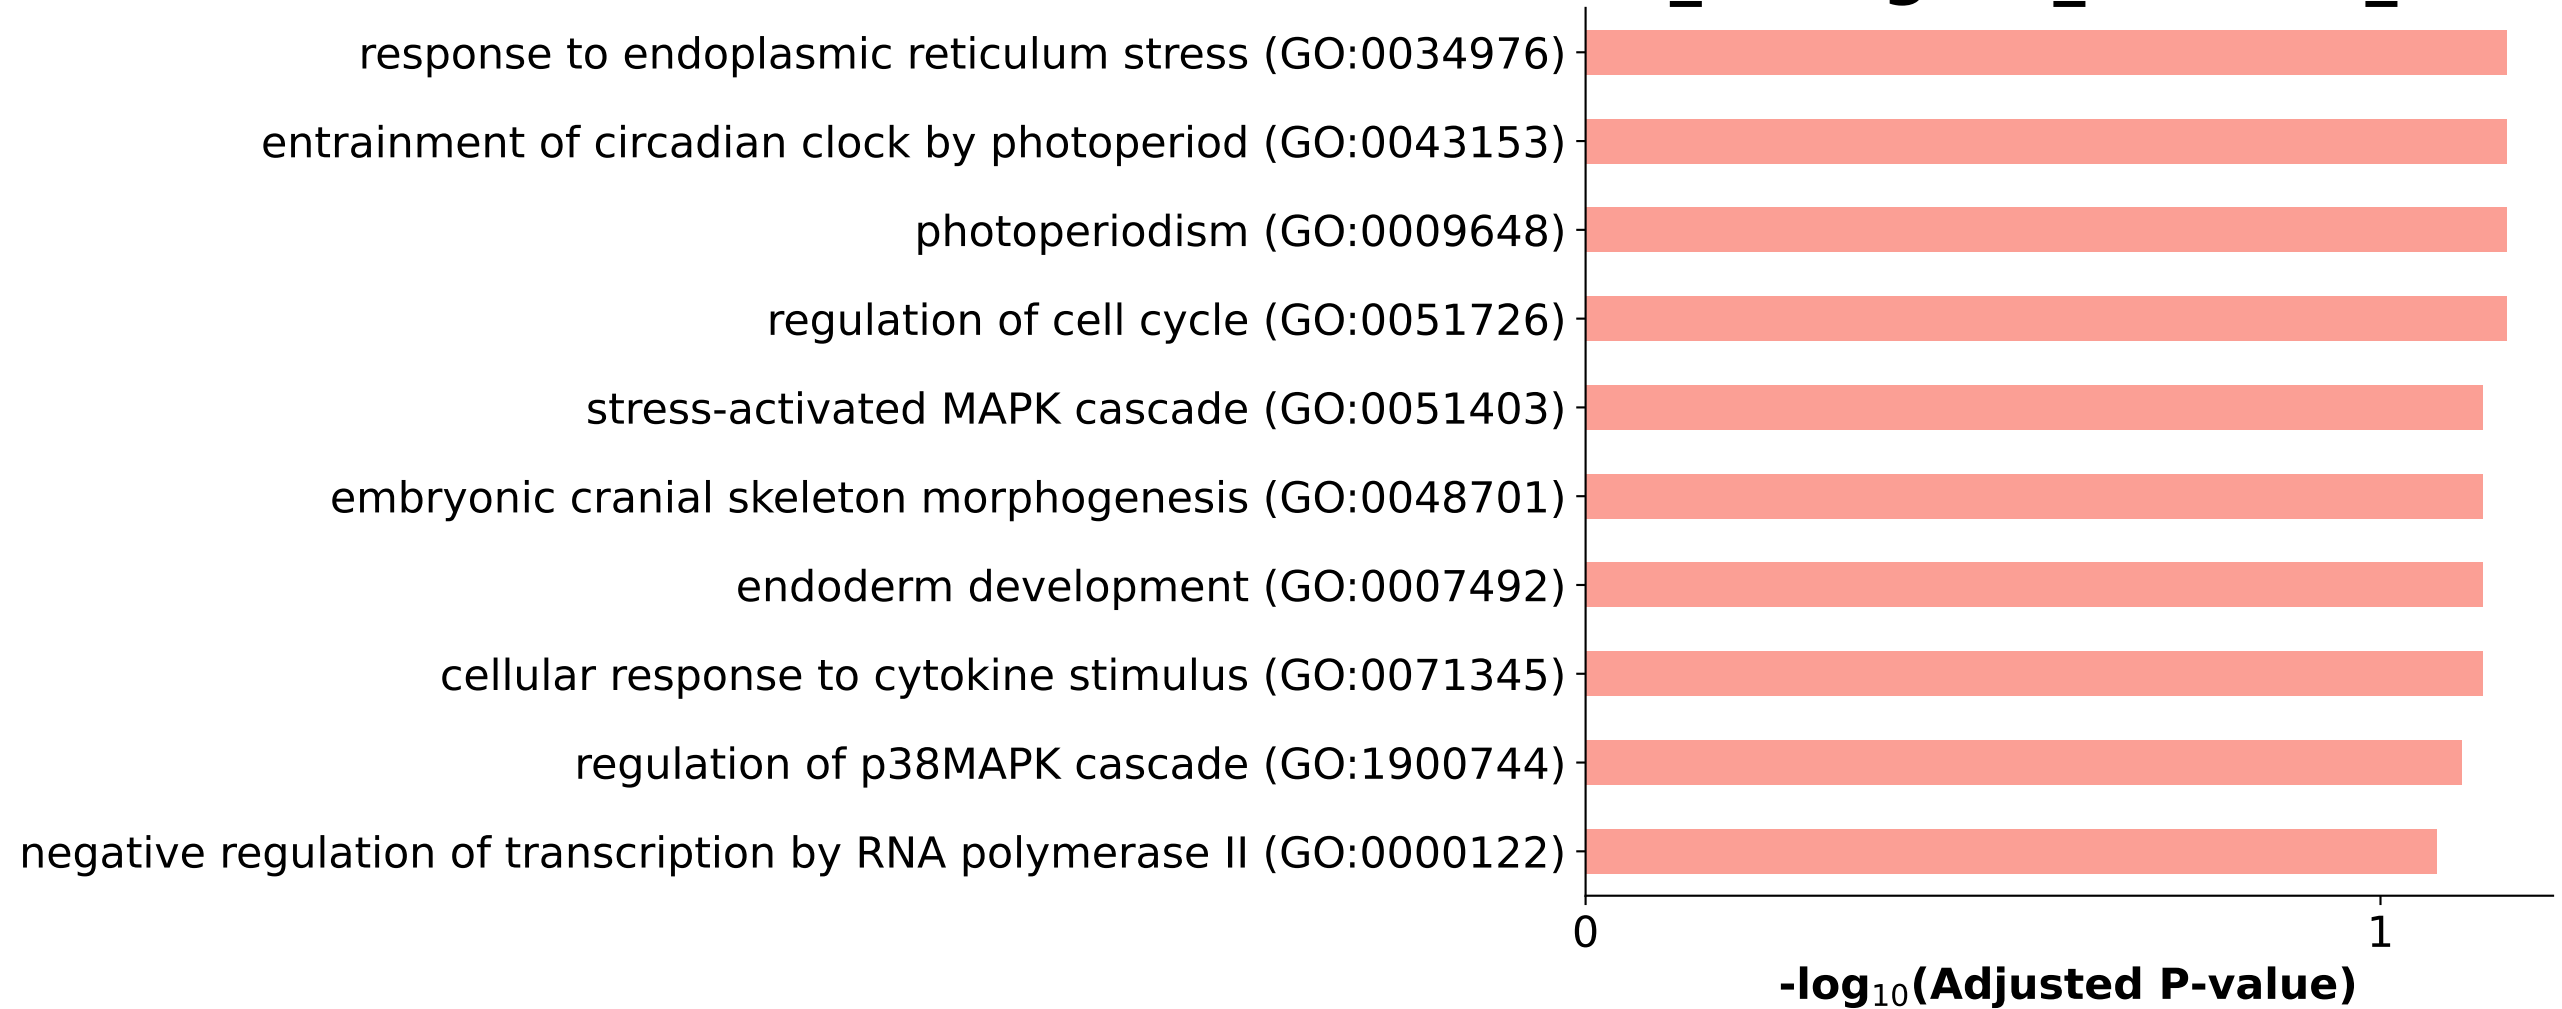 response to endoplasmic reticulum stress (GO:0034976)
entrainment of circadian clock by photoperiod (GO:0043153)
photoperiodism (GO:0009648)
regulation of cell cycle (GO:0051726)
stress-activated MAPK cascade (GO:0051403)
embryonic cranial skeleton morphogenesis (GO:0048701)
endoderm development (GO:0007492)
cellular response to cytokine stimulus (GO:0071345)
regulation of p38MAPK cascade (GO:1900744)
negative regulation of transcription by RNA polymerase II (GO:0000122)
0 1
-log₁₀(Adjusted P-value)